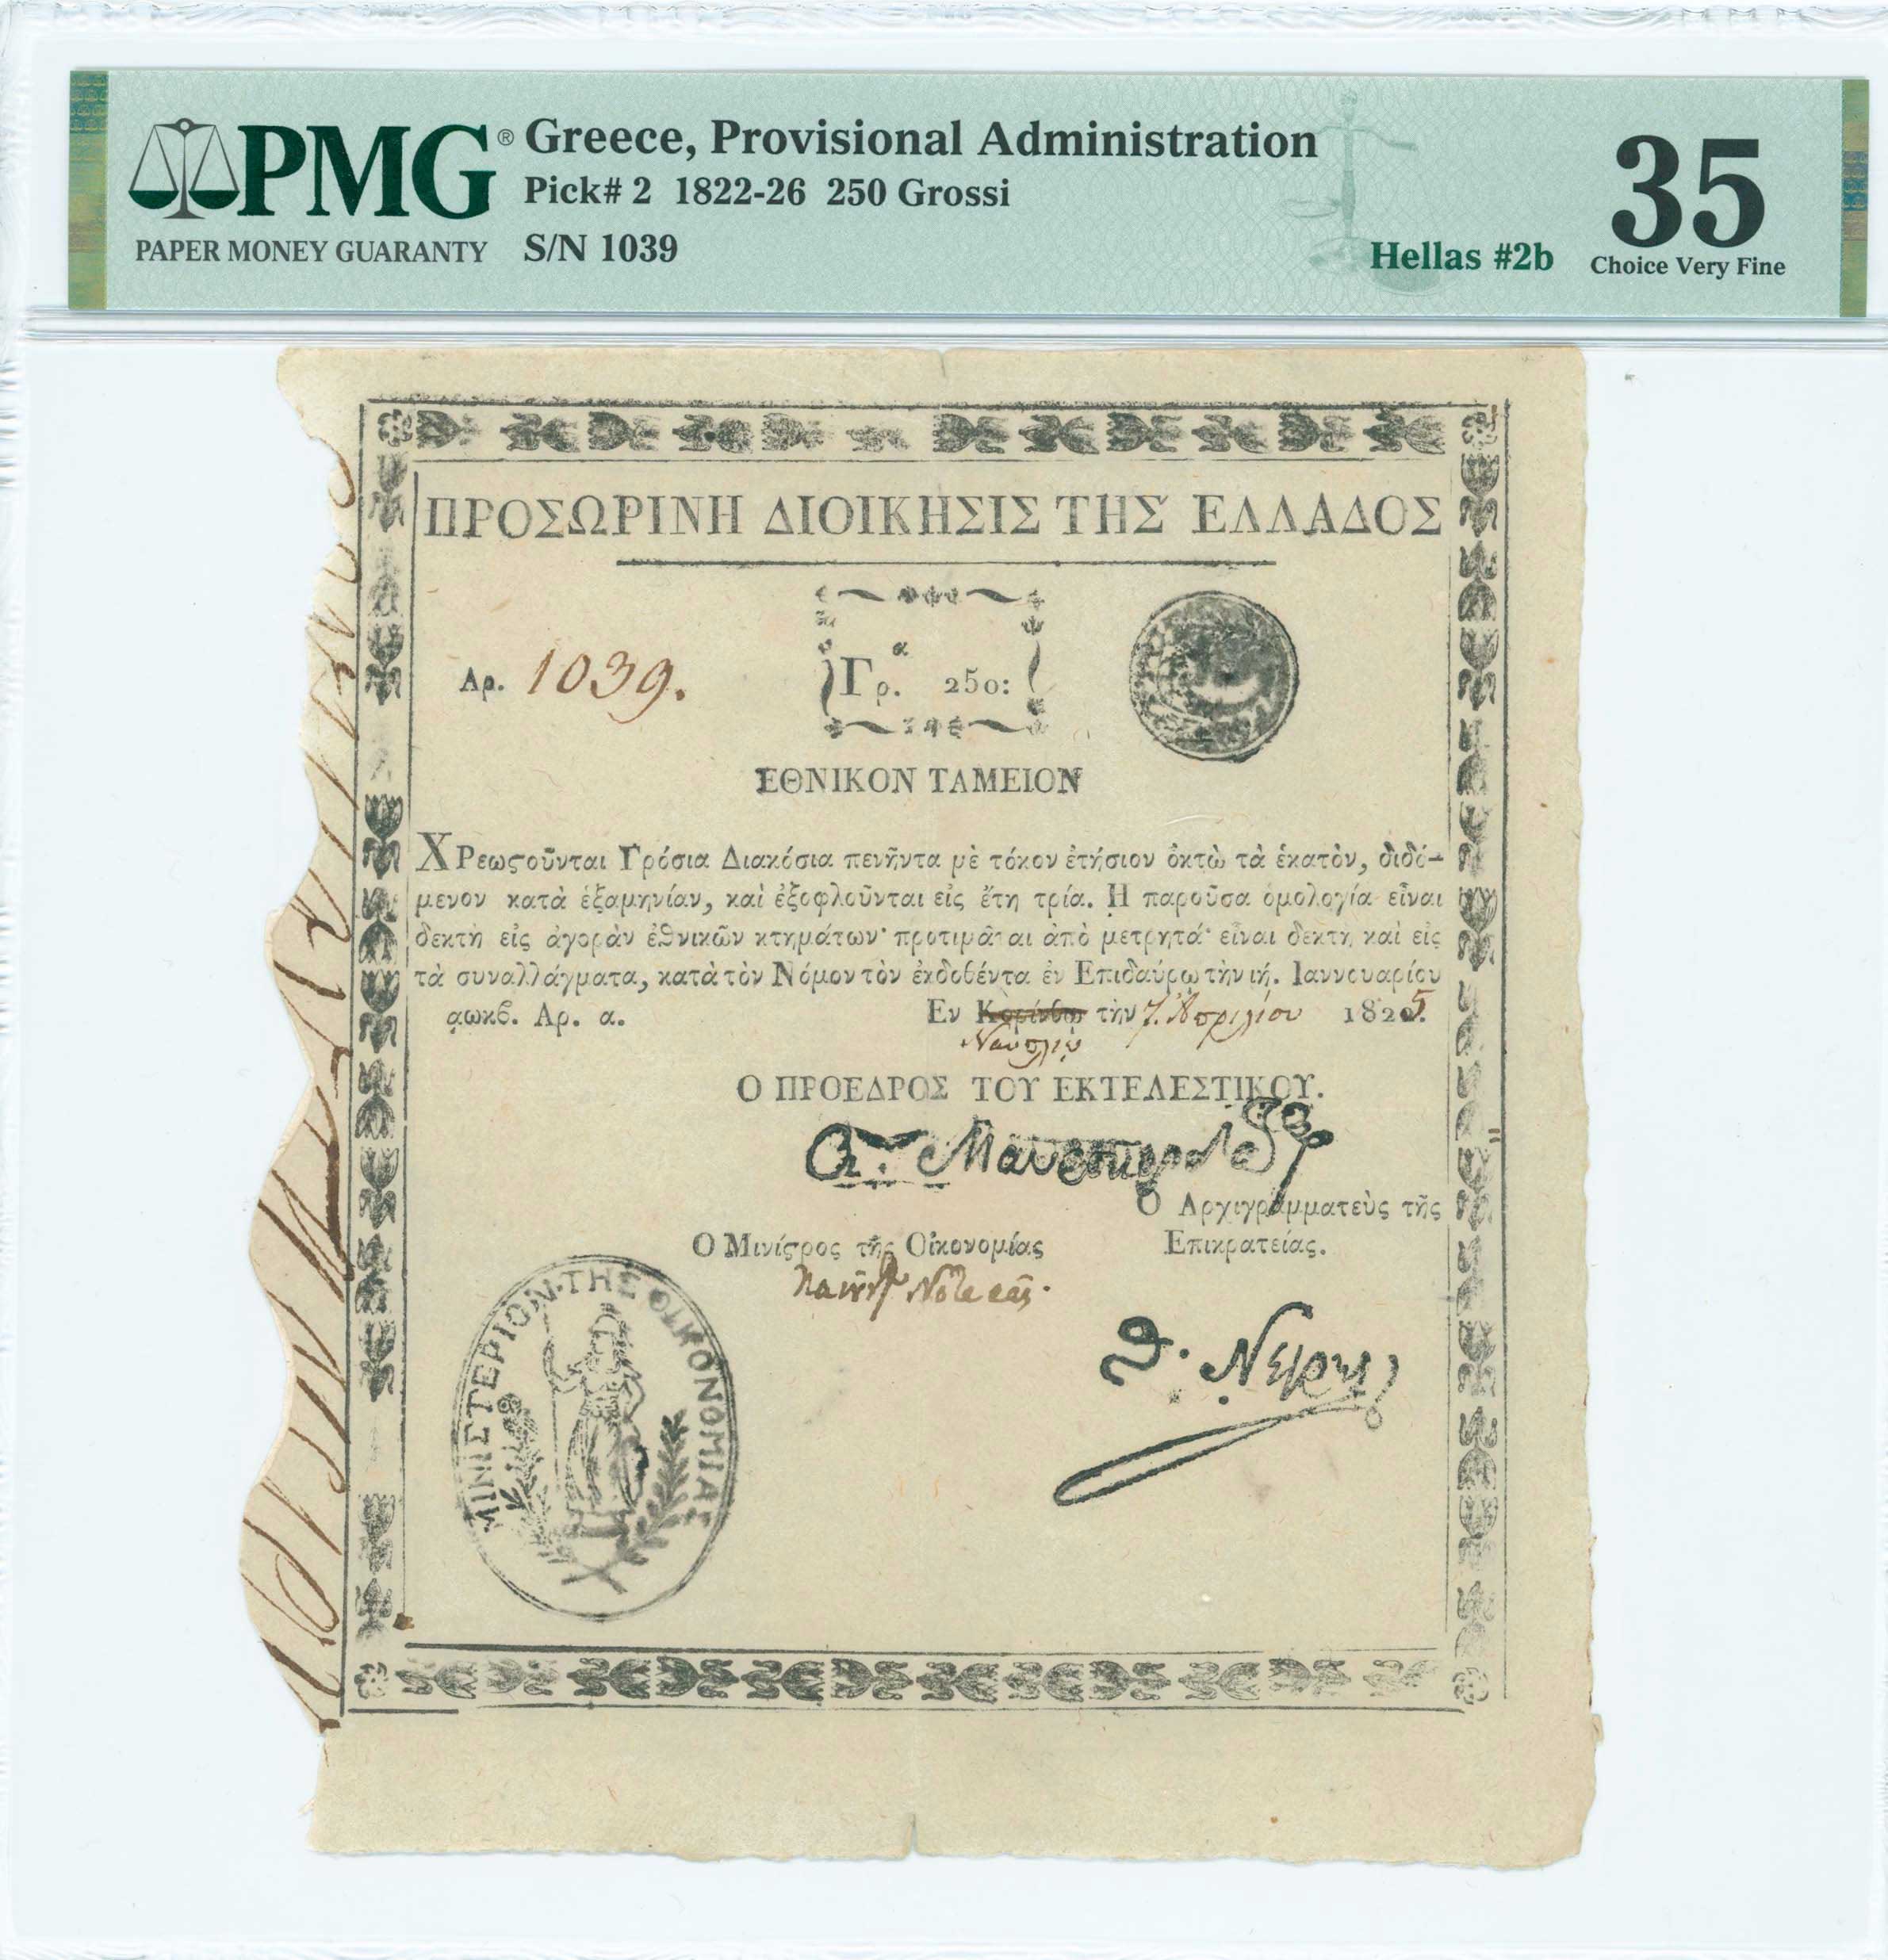 PMG® Greece, Provisional Administration
Pick# 2 1822-26 250 Grossi
PAPER MONEY GUARANTY S/N 1039
Hellas #2b
35
Choice Very Fine
ΠΡΟΣΩΡΙΝΗ ΔΙΟΙΚΗΣΙΣ ΤΗΣ ΕΛΛΑΔΟΣ
Αρ. 1039. Γρ.α 250:
ΕΘΝΙΚΟΝ ΤΑΜΕΙΟΝ
ΧΡεωϛοῦνται Γρόσια Διακόσια πενῆντα μὲ τόκον ἐτήσιον ὀκτὼ τὰ ἑκατὸν, διδό-
μενον κατὰ ἑξαμηνίαν, καὶ ἐξοφλοῦνται εἰς ἔτη τρία. Η παροῦσα ὁμολογία εἶναι
δεκτὴ εἰς ἀγορὰν ἐθνικῶν κτημάτων· προτιμᾶται ἀπὸ μετρητά· εἶναι δεκτὴ καὶ εἰς
τὰ συναλλάγματα, κατὰ τὸν Νόμον τὸν ἐκδοθέντα ἐν Επιδαύρῳ τὴν ιή. Ιαννουαρίου
αωκβ. Αρ. α. Εν Κορίνθῳ τὴν 7. Ἀπριλίου 1825.
Ναυπλίῳ
Ο ΠΡΟΕΔΡΟΣ ΤΟΥ ΕΚΤΕΛΕΣΤΙΚΟΥ.
Ο Αρχιγραμματεὺς τῆς
Ο Μινίϛρος τῆς Οἰκονομίας Επικρατείας.
ΜΙΝΙΣΤΕΡΙΟΝ·ΤΗΣ ΟΙΚΟΝΟΜΙΑΣ